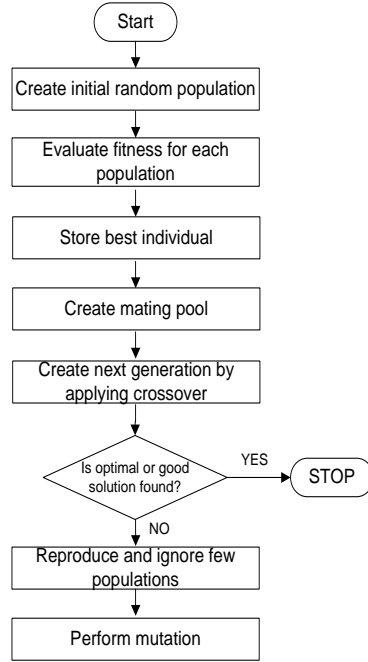 Start
Create initial random population
Evaluate fitness for each
population
Store best individual
Create mating pool
Create next generation by
applying crossover
Is optimal or good
solution found?
YES
STOP
NO
Reproduce and ignore few
populations
Perform mutation